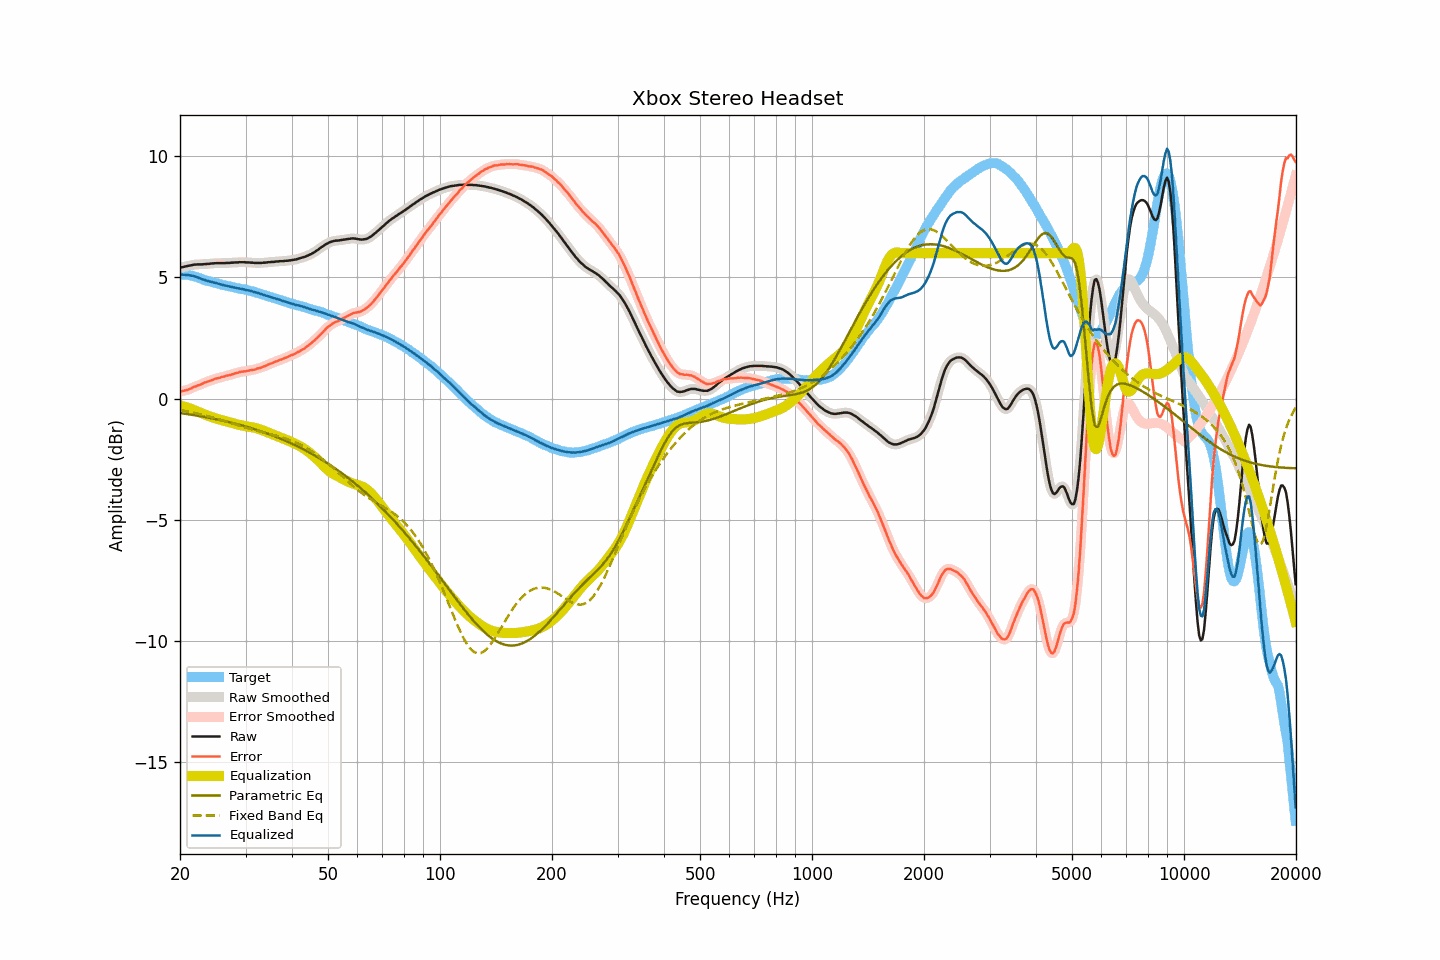 Xbox Stereo Headset
Amplitude (dBr)
10
5
0
−5
−10
−15
Target
Raw Smoothed
Error Smoothed
Raw
Error
Equalization
Parametric Eq
Fixed Band Eq
Equalized
20 50 100 200 500 1000 2000 5000 10000 20000
Frequency (Hz)